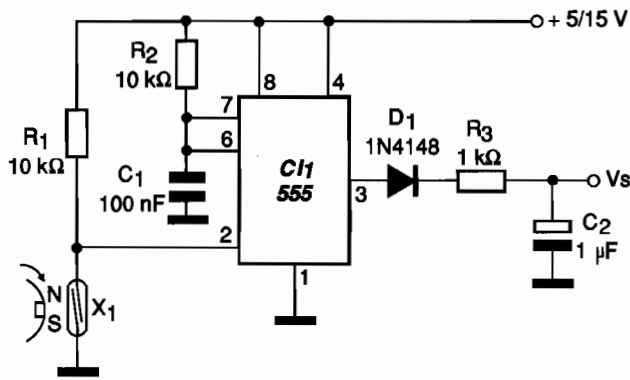 + 5/15 V
R2
10 kΩ
8
4
7
6
R1
10 kΩ
C1
100 nF
CI1
555
3
D1
1N4148
R3
1 kΩ
Vs
C2
1 µF
2
1
N
S
X1